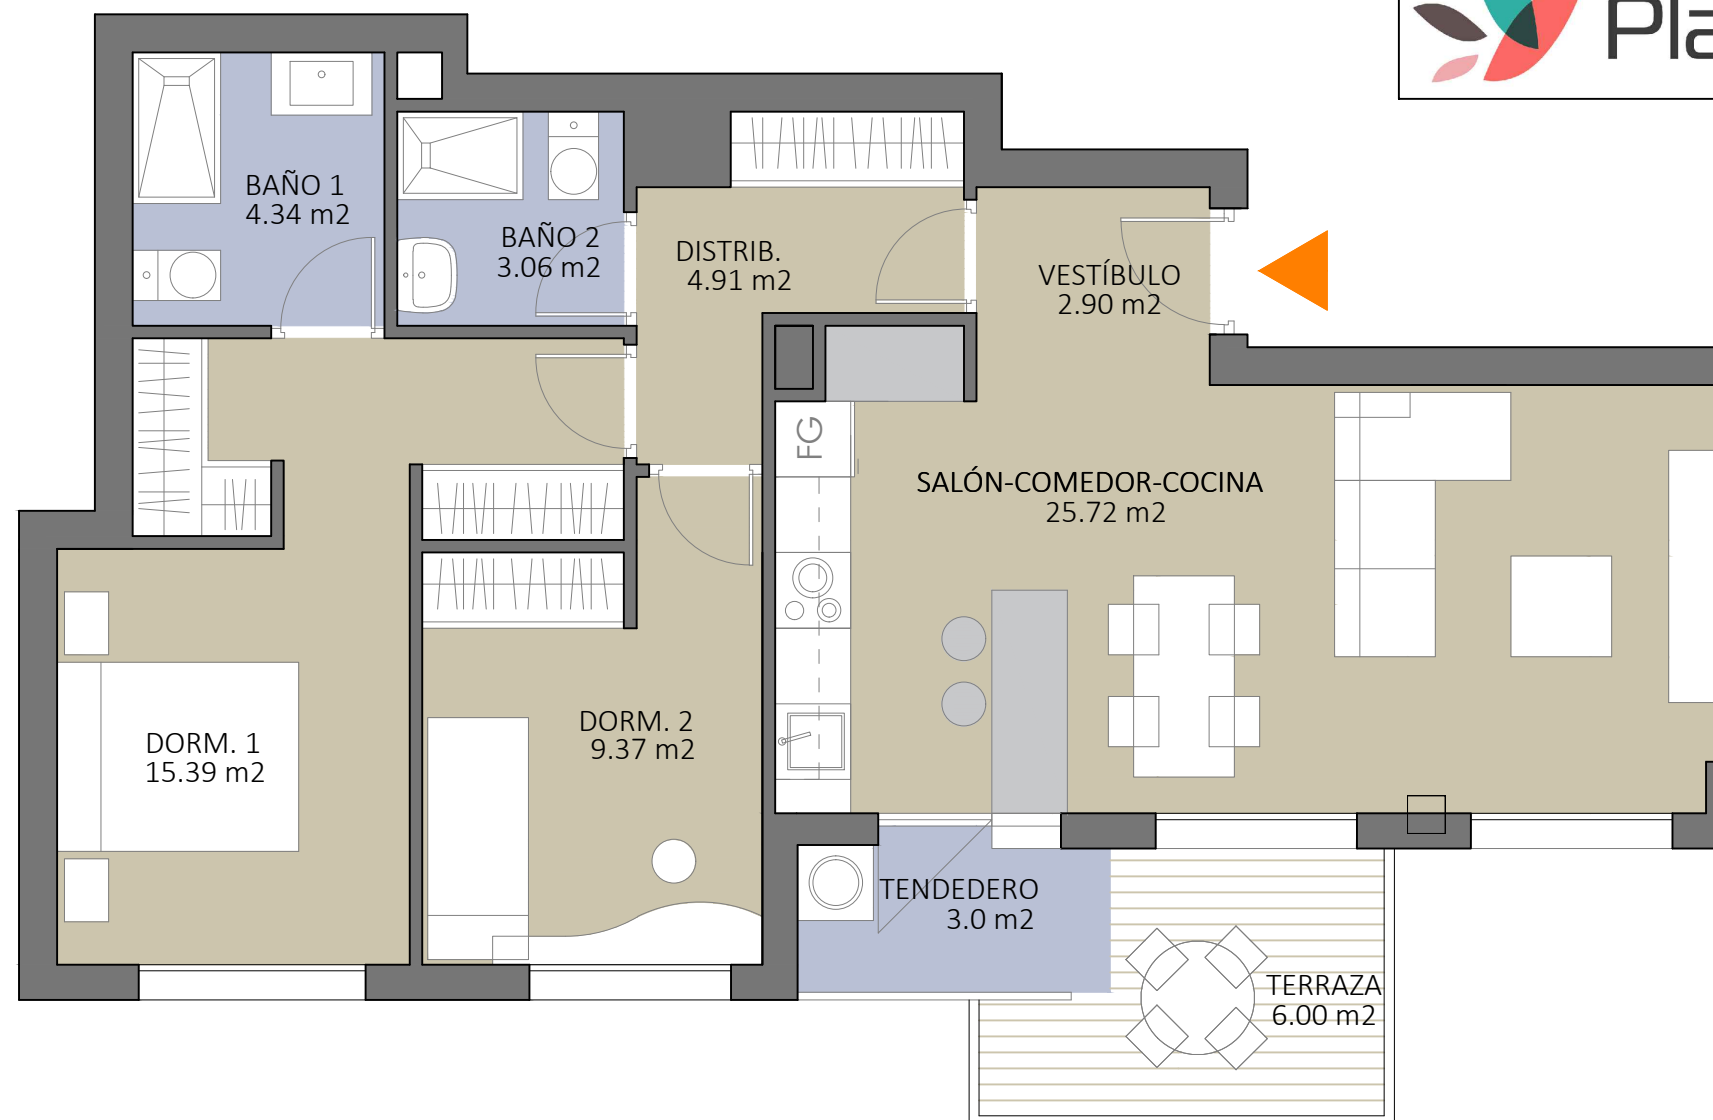 Pla
BAÑO 1
4.34 m2
BAÑO 2
3.06 m2
DISTRIB.
4.91 m2
VESTÍBULO
2.90 m2
FG
SALÓN-COMEDOR-COCINA
25.72 m2
DORM. 1
15.39 m2
DORM. 2
9.37 m2
TENDEDERO
3.0 m2
TERRAZA
6.00 m2